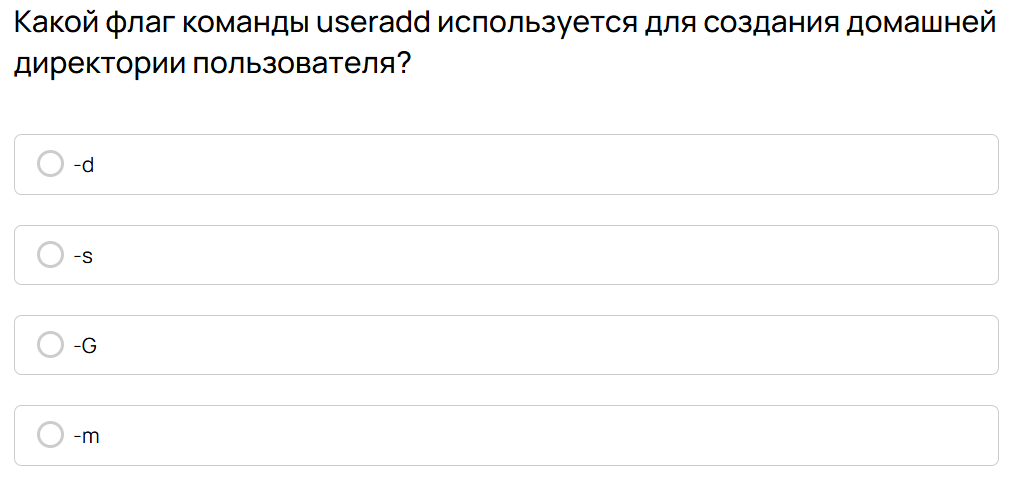 Какой флаг команды useradd используется для создания домашней
директории пользователя?
-d
-s
-G
-m